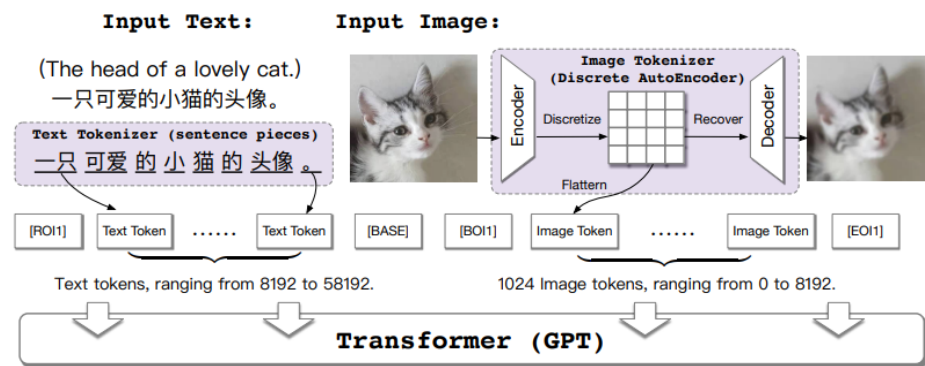 Input Text:
Input Image:
(The head of a lovely cat.)
一只可爱的小猫的头像。
Text Tokenizer (sentence pieces)
一只 可爱 的 小 猫 的 头像 。
Image Tokenizer
(Discrete AutoEncoder)
Encoder
Discretize
Recover
Decoder
Flattern
[ROI1]
Text Token
......
Text Token
[BASE]
[BOI1]
Image Token
......
Image Token
[EOI1]
Text tokens, ranging from 8192 to 58192.
1024 Image tokens, ranging from 0 to 8192.
Transformer (GPT)